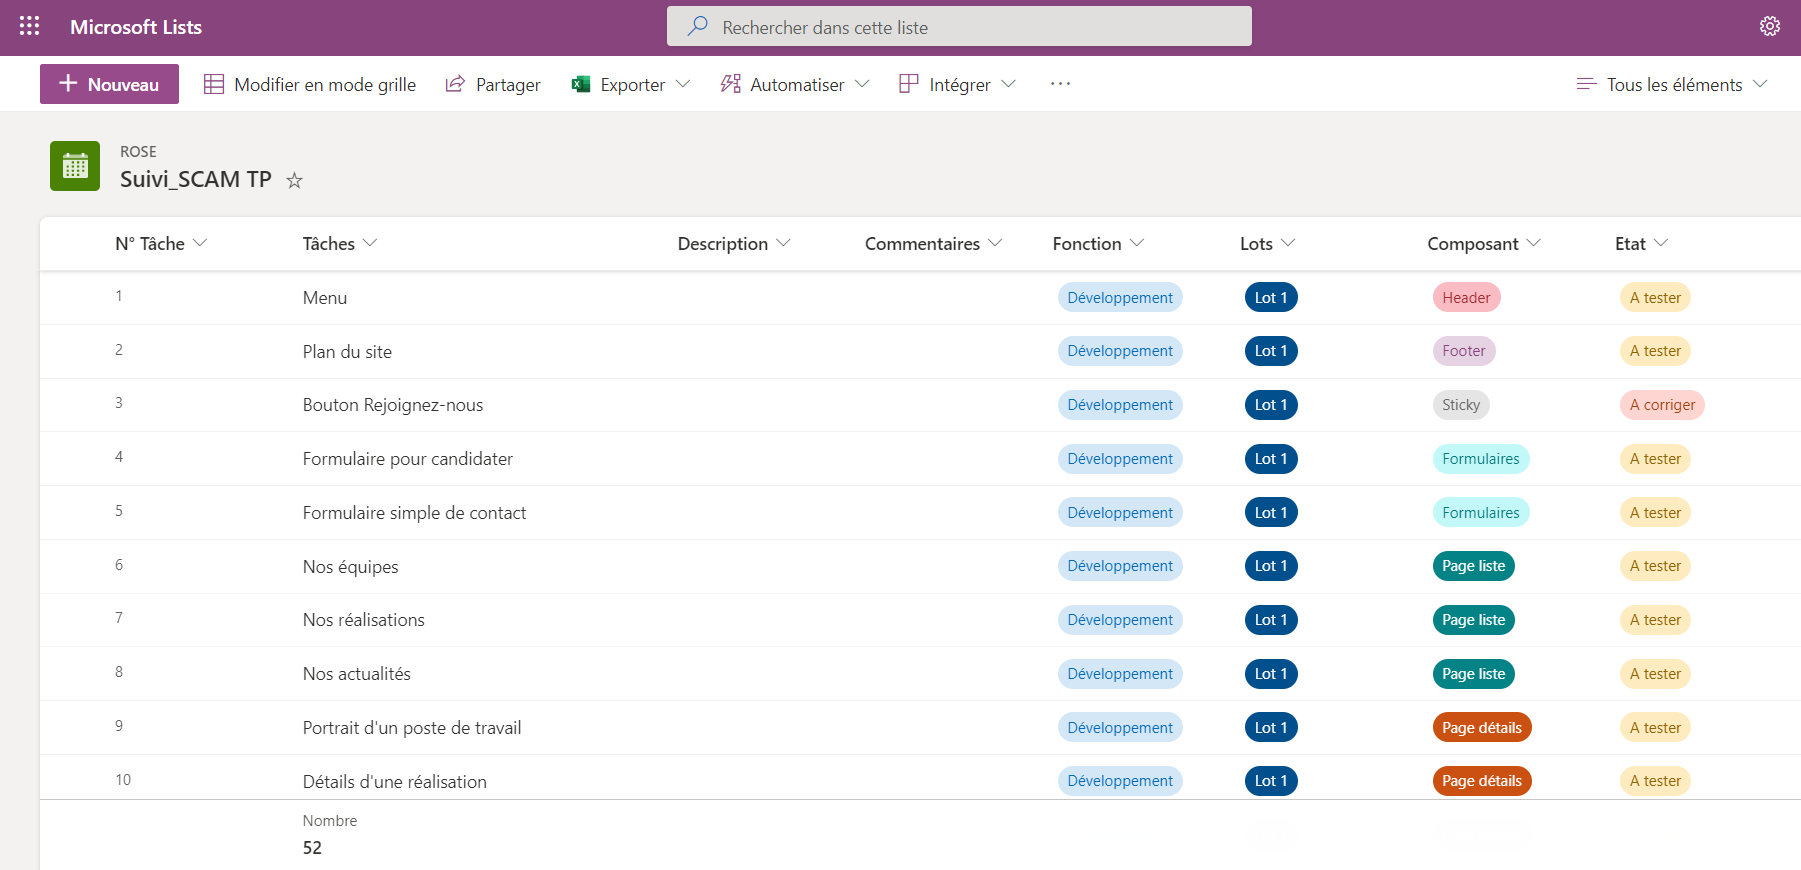 Microsoft Lists
Rechercher dans cette liste
Nouveau Modifier en mode grille Partager Exporter Automatiser Intégrer ··· Tous les éléments
ROSE
Suivi_SCAM TP
N° Tâche Tâches Description Commentaires Fonction Lots Composant Etat
1 Menu Développement Lot 1 Header A tester
2 Plan du site Développement Lot 1 Footer A tester
3 Bouton Rejoignez-nous Développement Lot 1 Sticky A corriger
4 Formulaire pour candidater Développement Lot 1 Formulaires A tester
5 Formulaire simple de contact Développement Lot 1 Formulaires A tester
6 Nos équipes Développement Lot 1 Page liste A tester
7 Nos réalisations Développement Lot 1 Page liste A tester
8 Nos actualités Développement Lot 1 Page liste A tester
9 Portrait d'un poste de travail Développement Lot 1 Page détails A tester
10 Détails d'une réalisation Développement Lot 1 Page détails A tester
Nombre
52